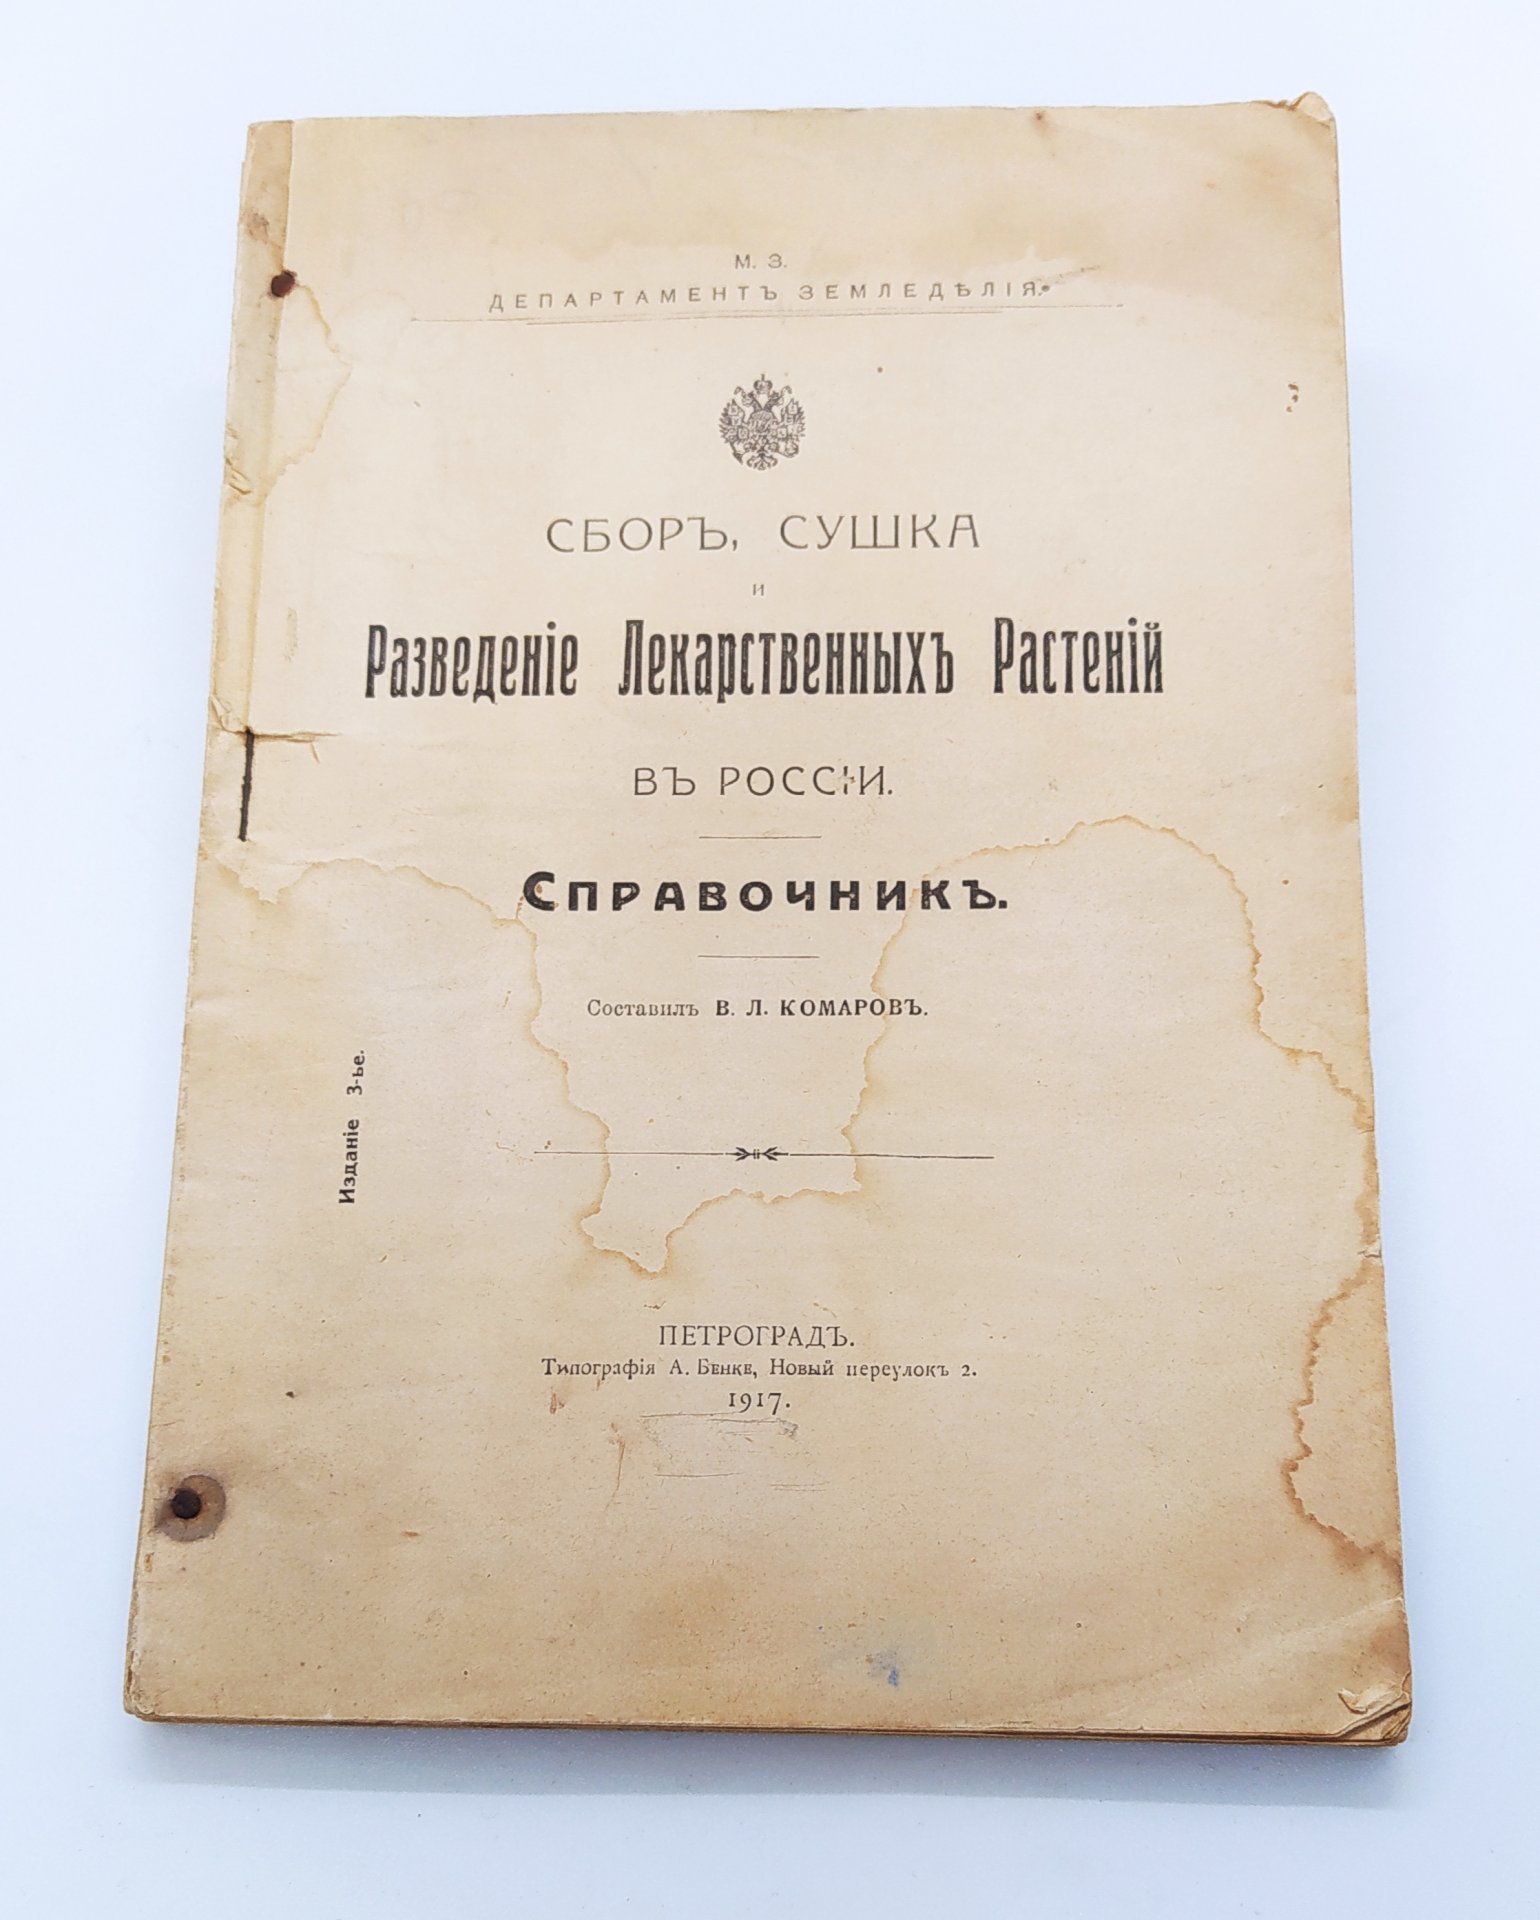 М. З.
ДЕПАРТАМЕНТЪ ЗЕМЛЕДѢЛІЯ.
СБОРЪ, СУШКА
и
Разведеніе Лекарственныхъ Растеній
ВЪ РОССІИ.
Справочникъ.
Составилъ В. Л. КОМАРОВЪ.
Изданіе 3-ье.
ПЕТРОГРАДЪ.
Типографія А. Бенке, Новый переулокъ 2.
1917.